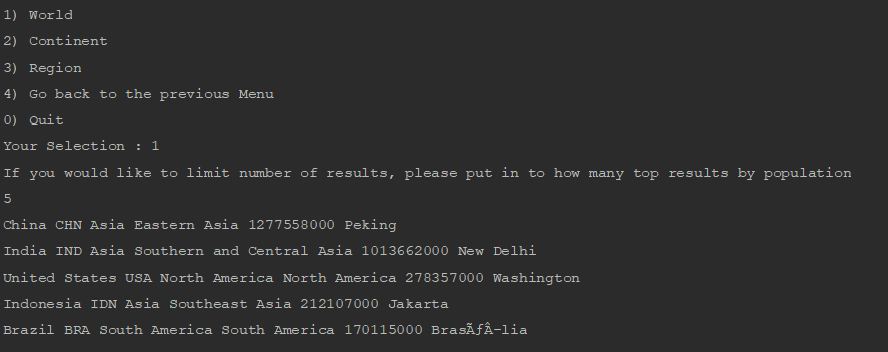 1) World
2) Continent
3) Region
4) Go back to the previous Menu
0) Quit
Your Selection : 1
If you would like to limit number of results, please put in to how many top results by population
5
China CHN Asia Eastern Asia 1277558000 Peking
India IND Asia Southern and Central Asia 1013662000 New Delhi
United States USA North America North America 278357000 Washington
Indonesia IDN Asia Southeast Asia 212107000 Jakarta
Brazil BRA South America South America 170115000 BrasÃƒÂ-lia